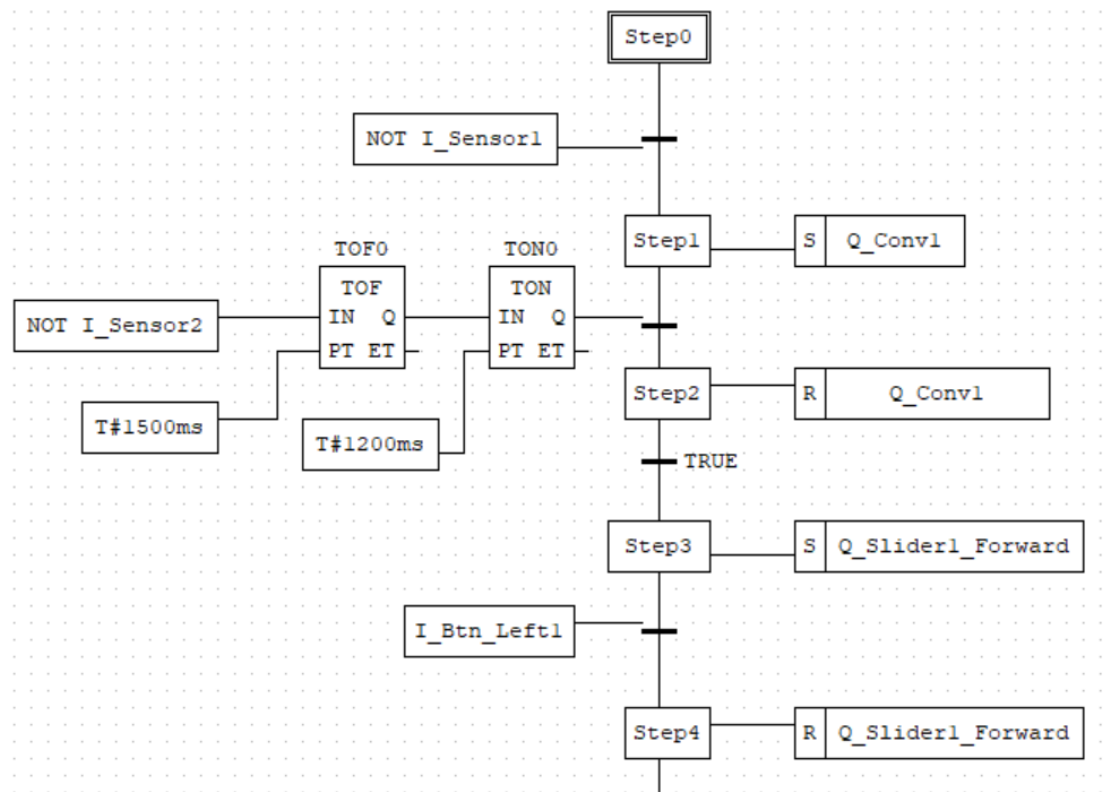 Step0
NOT I_Sensor1
Step1
S Q_Conv1
TOF0
TON0
TOF
TON
NOT I_Sensor2
IN Q
IN Q
PT ET
PT ET
T#1500ms
T#1200ms
Step2
R Q_Conv1
TRUE
Step3
S Q_Slider1_Forward
I_Btn_Left1
Step4
R Q_Slider1_Forward